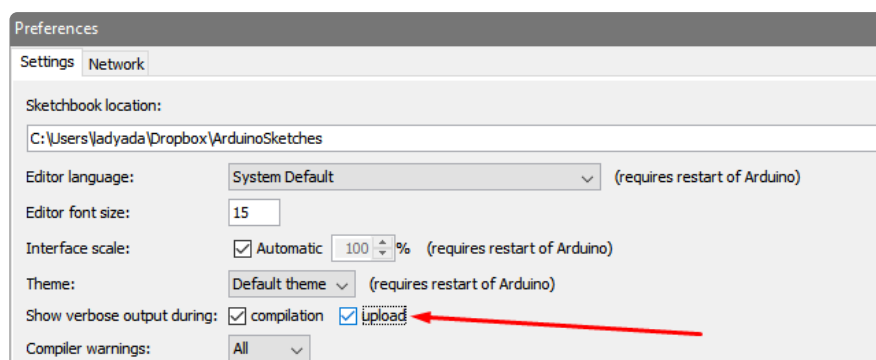 Preferences
Settings Network
Sketchbook location:
C:\Users\ladyada\Dropbox\ArduinoSketches
Editor language: System Default (requires restart of Arduino)
Editor font size: 15
Interface scale: Automatic 100 % (requires restart of Arduino)
Theme: Default theme (requires restart of Arduino)
Show verbose output during: compilation upload
Compiler warnings: All